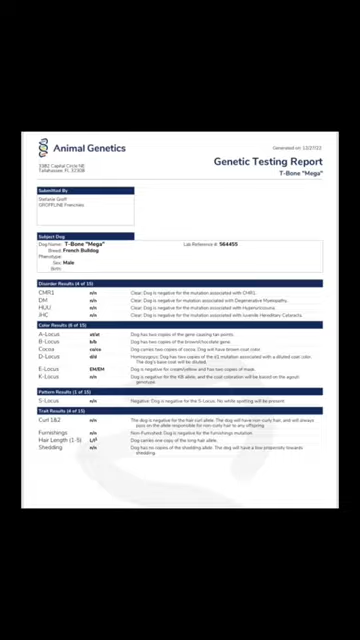 Animal Genetics
Generated on: 12/27/22
3382 Capital Circle NE
Tallahassee, FL 32308
Genetic Testing Report
T-Bone "Mega"
Submitted By
Stefanie Groff
GROFFLINE Frenchies
Subject Dog
Dog Name: T-Bone "Mega" Lab Reference #: 564455
Breed: French Bulldog
Phenotype:
Sex: Male
Birth:
Disorder Results (4 of 16)
CHR1 n/n Clear: Dog is negative for the mutation associated with CHR1.
DM n/n Clear: Dog is negative for mutation associated with Degenerative Myelopathy.
HUU n/n Clear: Dog is negative for the mutation associated with Hyperuricosuria.
JHC n/n Clear: Dog is negative for the mutation associated with Juvenile Hereditary Cataracts.
Color Results (6 of 15)
A-Locus at/at Dog has two copies of the gene causing tan points.
B-Locus b/b Dog has two copies of the brown/chocolate gene.
Cocoa co/co Dog carries two copies of cocoa. Dog will have brown coat color.
D-Locus d/d Homozygous: Dog has two copies of the d1 mutation associated with a diluted coat color.
The dog's base coat will be diluted.
E-Locus EM/EM Dog is negative for cream/yellow and has two copies of mask.
K-Locus n/n Dog is negative for the KB allele, and the coat coloration will be based on the agouti
genotype.
Pattern Results (1 of 15)
S-Locus n/n Negative: Dog is negative for the S-Locus. No white spotting will be present
Trait Results (4 of 15)
Curl 1&2 n/n The dog is negative for the hair curl allele. The dog will have non-curly hair, and will always
pass on the allele responsible for non-curly hair to any offspring.
Furnishings n/n Non-Furnished: Dog is negative for the furnishings mutation.
Hair Length (1-5) Dog carries one copy of the long-hair allele.
Shedding n/n Dog has no copies of the shedding allele. The dog will have a low propensity towards
shedding.